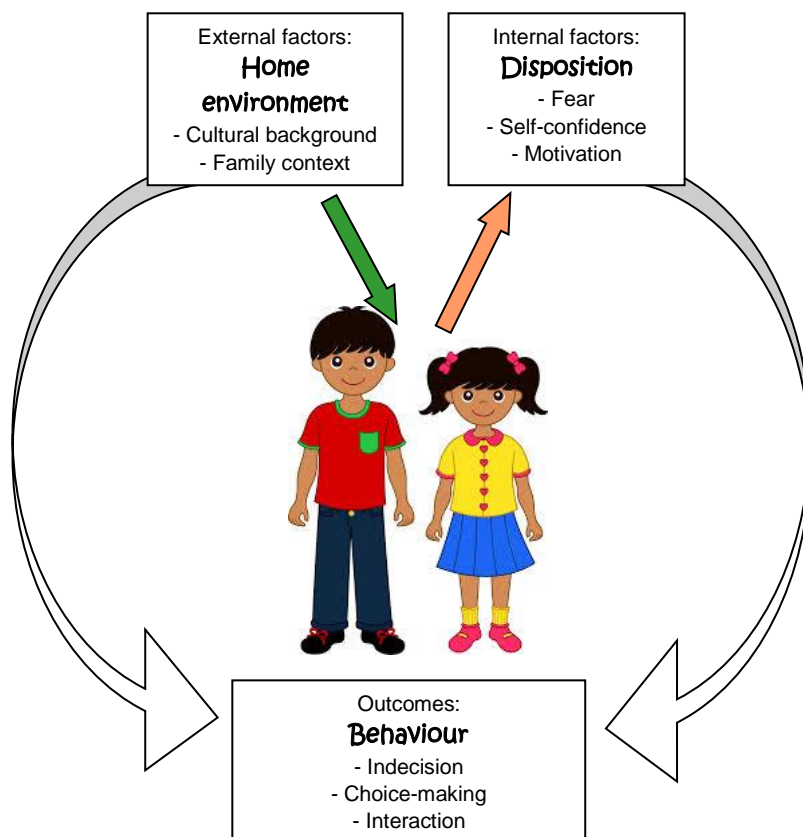 External factors:
Home
environment
- Cultural background
- Family context
Internal factors:
Disposition
- Fear
- Self-confidence
- Motivation
Outcomes:
Behaviour
- Indecision
- Choice-making
- Interaction